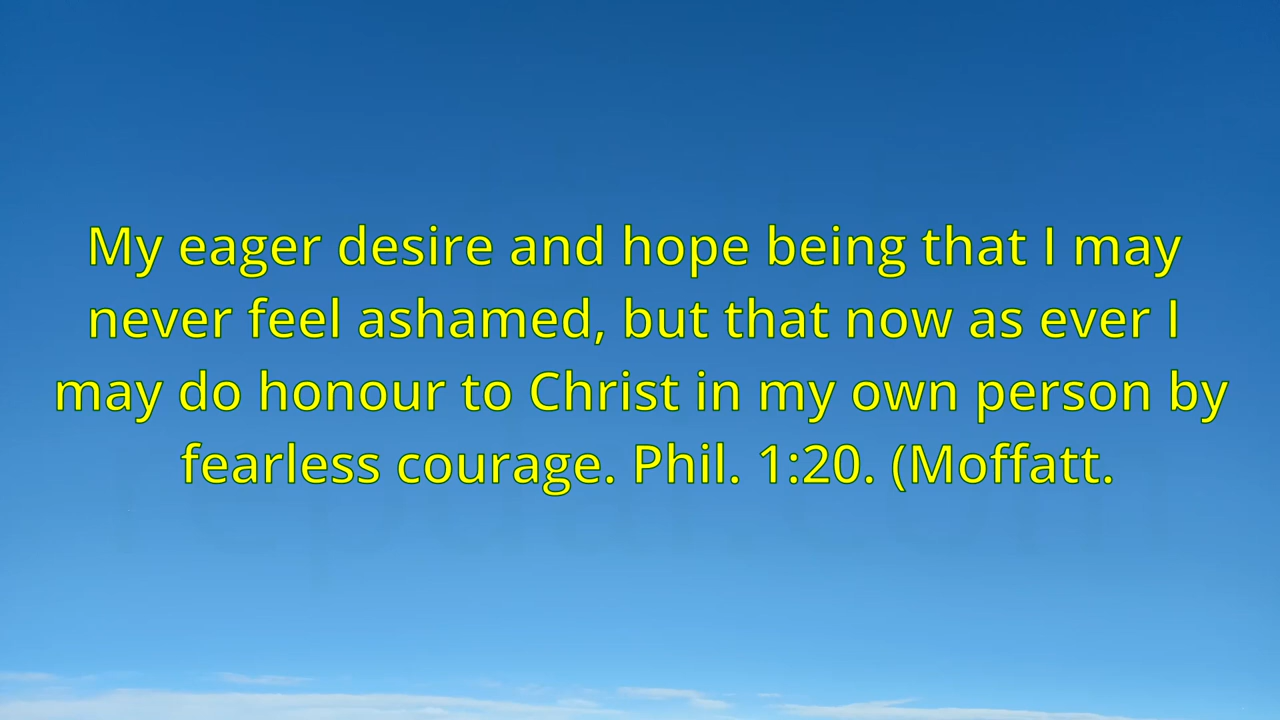 My eager desire and hope being that I may
never feel ashamed, but that now as ever I
may do honour to Christ in my own person by
fearless courage. Phil. 1:20. (Moffatt.